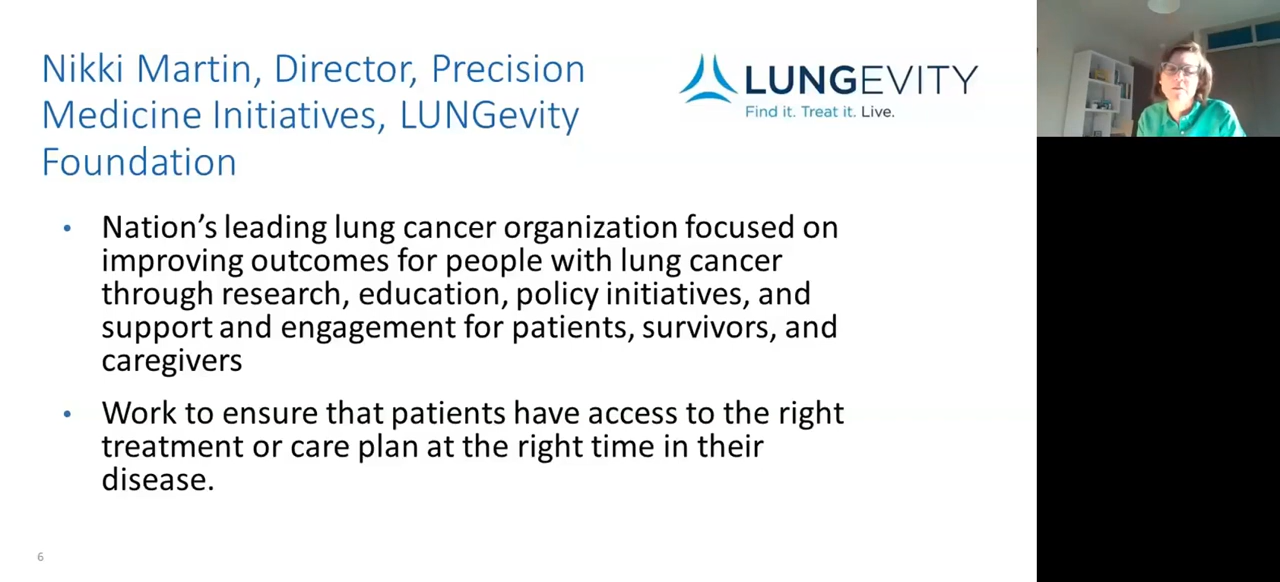 Nikki Martin, Director, Precision
Medicine Initiatives, LUNGevity
Foundation
LUNGEVITY
Find it. Treat it. Live.
• Nation’s leading lung cancer organization focused on
improving outcomes for people with lung cancer
through research, education, policy initiatives, and
support and engagement for patients, survivors, and
caregivers
• Work to ensure that patients have access to the right
treatment or care plan at the right time in their
disease.
6